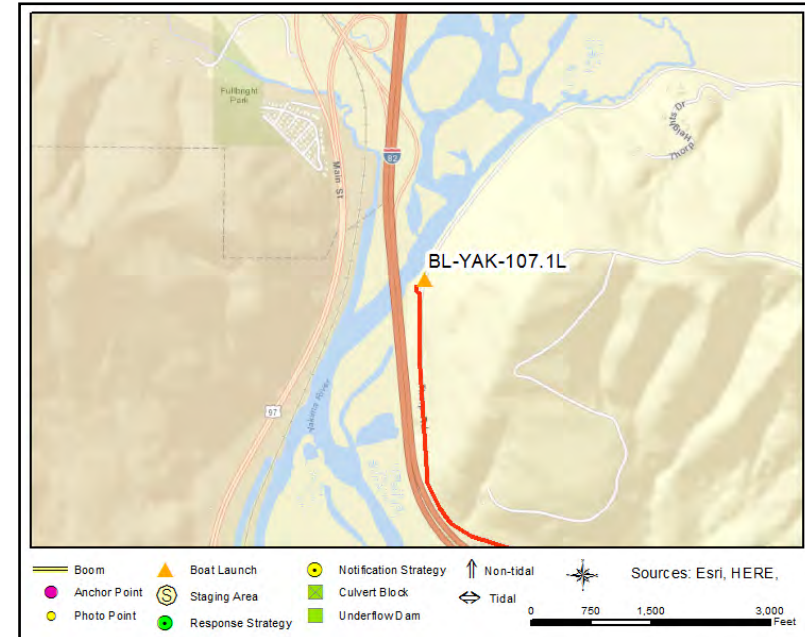 Fullbright
Park
Main St
82
Thorp
Heights Dr
BL-YAK-107.1L
97
Yakima River
Boom
Anchor Point
Photo Point
Boat Launch
S Staging Area
Response Strategy
Notification Strategy
Culvert Block
Underflow Dam
Non-tidal
Tidal
Sources: Esri, HERE,
0 750 1,500 3,000
Feet